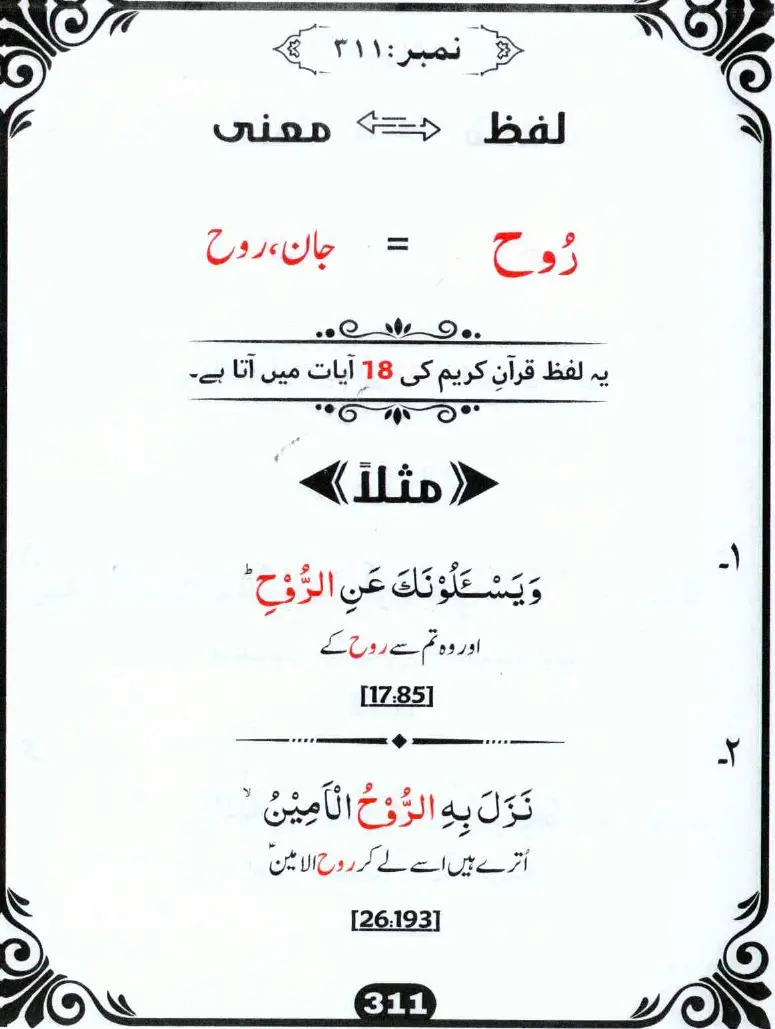 نمبر:۳۱۱
لفظ معنی
رُوح = جان، روح
یہ لفظ قرآنِ کریم کی 18 آیات میں آتا ہے۔
مثلاً
۱۔
وَيَسْـَٔلُوْنَكَ عَنِ الرُّوْحِ ؕ
اور وہ تم سے روح کے
[17:85]
۲۔
نَزَلَ بِهِ الرُّوْحُ الْاَمِيْنُ ۙ
اُترے ہیں اسے لے کر روح الامینؑ
[26:193]
311